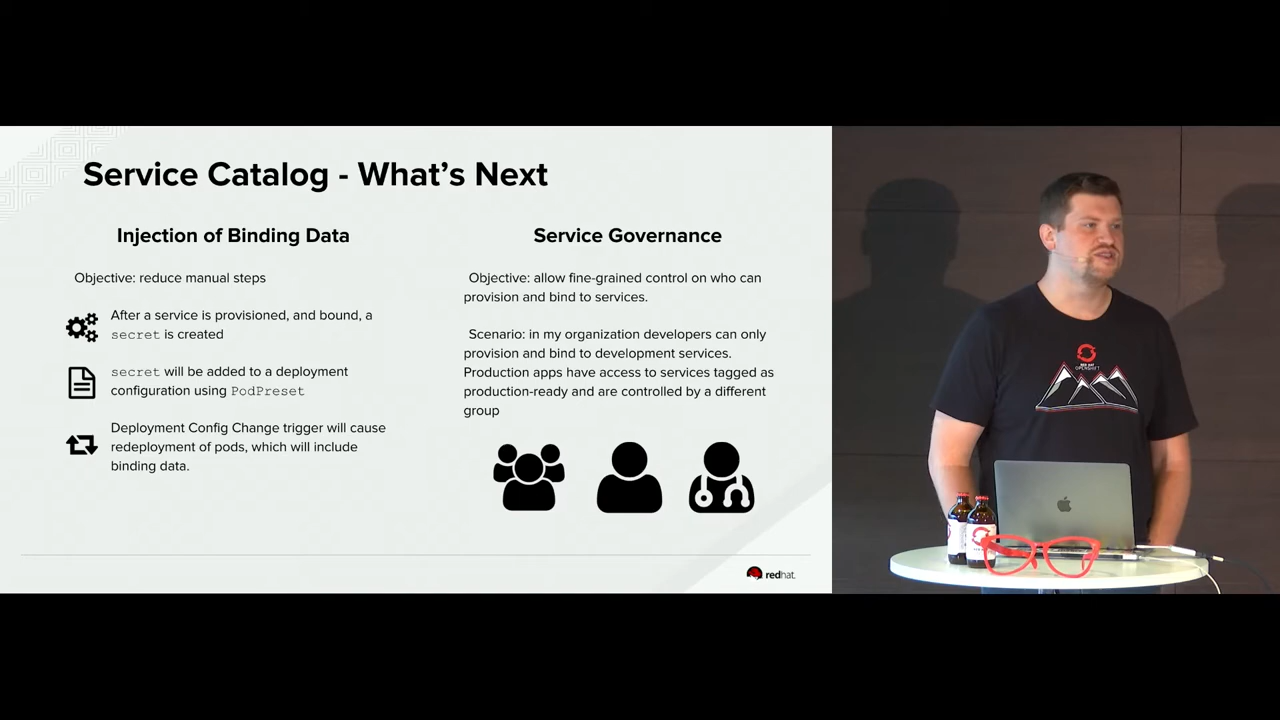 Service Catalog - What's Next
Injection of Binding Data
Objective: reduce manual steps
After a service is provisioned, and bound, a
secret is created
secret will be added to a deployment
configuration using PodPreset
Deployment Config Change trigger will cause
redeployment of pods, which will include
binding data.
Service Governance
Objective: allow fine-grained control on who can
provision and bind to services.
Scenario: in my organization developers can only
provision and bind to development services.
Production apps have access to services tagged as
production-ready and are controlled by a different
group
redhat.
RED HAT
OPENSHIFT